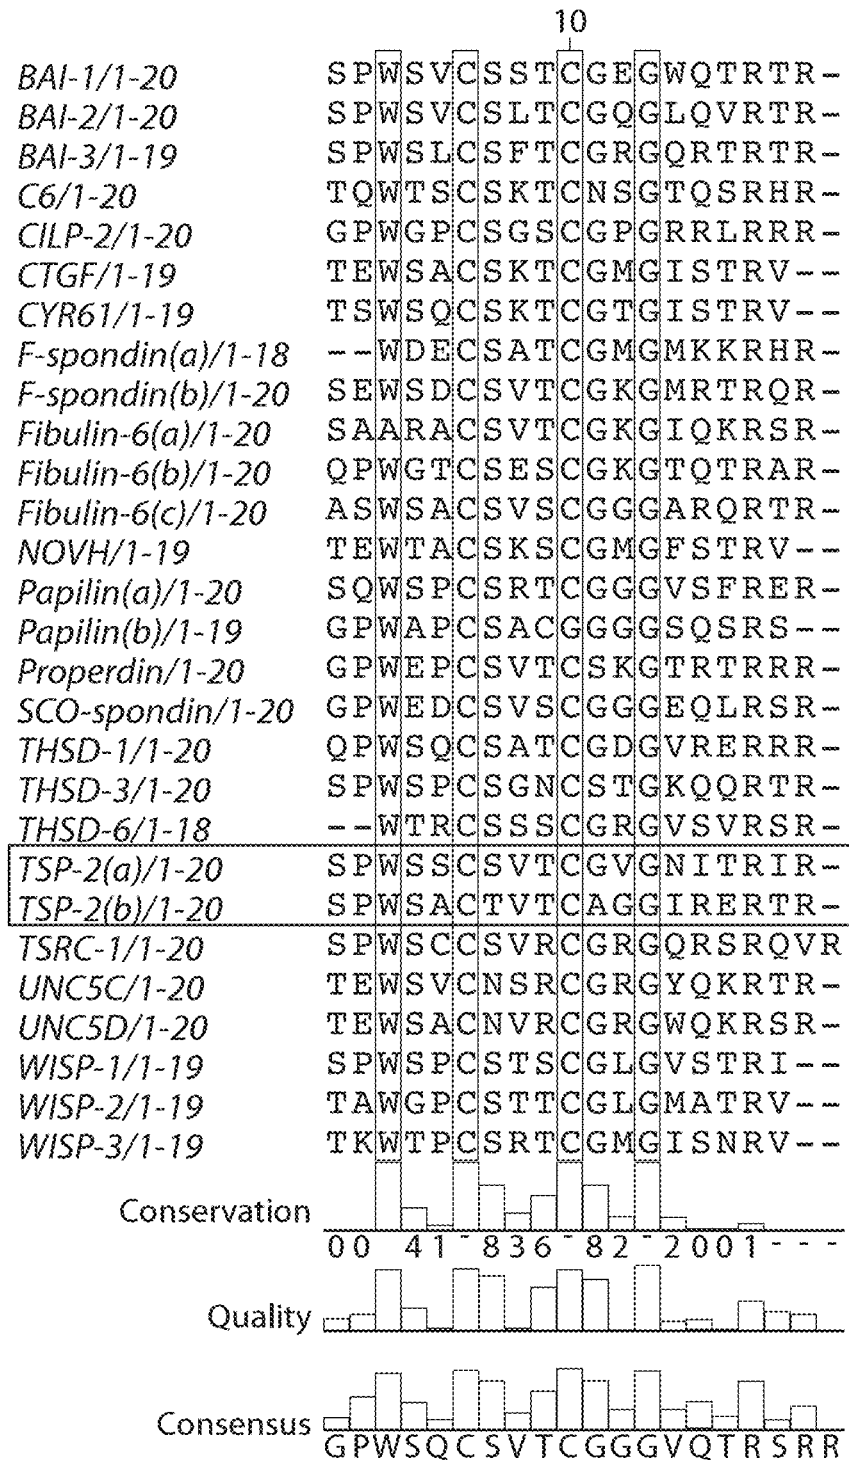 10
BAI-1/1-20 SPWSVCSSTCGEGWQTRTR-
BAI-2/1-20 SPWSVCSLTCGQGLQVRTR-
BAI-3/1-19 SPWSLCSFTCGRGQRTRTR-
C6/1-20 TQWTSCSKTCNSGTQSRHR-
CILP-2/1-20 GPWGPCSGSCGPGRRLRRR-
CTGF/1-19 TEWSACSKTCGMGISTRV--
CYR61/1-19 TSWSQCSKTCGTGISTRV--
F-spondin(a)/1-18 --WDECSATCGMGMKKRHR-
F-spondin(b)/1-20 SEWSDCSVTCGKGMRTRQR-
Fibulin-6(a)/1-20 SAARACSVTCGKGIQKRSR-
Fibulin-6(b)/1-20 QPWGTCSESCGKGTQTRAR-
Fibulin-6(c)/1-20 ASWSACSVSCGGGARQRTR-
NOVH/1-19 TEWTACSKSCGMGFSTRV--
Papilin(a)/1-20 SQWSPCSRTCGGGVSFRER-
Papilin(b)/1-19 GPWAPCSACGGGGSQSRS--
Properdin/1-20 GPWEPCSVTCSKGTRTRRR-
SCO-spondin/1-20 GPWEDCSVSCGGGEQLRSR-
THSD-1/1-20 QPWSQCSATCGDGVRERRR-
THSD-3/1-20 SPWSPCSGNCSTGKQQRTR-
THSD-6/1-18 --WTRCSSSCGRGVSVRSR-
TSP-2(a)/1-20 SPWSSCSVTCGVGNITRIR-
TSP-2(b)/1-20 SPWSACTVTCAGGIRERTR-
TSRC-1/1-20 SPWSCCSVRCGRGQRSRQVR
UNC5C/1-20 TEWSVCNSRCGRGYQKRTR-
UNC5D/1-20 TEWSACNVRCGRGWQKRSR-
WISP-1/1-19 SPWSPCSTSCGLGVSTRI--
WISP-2/1-19 TAWGPCSTTCGLGMATRV--
WISP-3/1-19 TKWTPCSRTCGMGISNRV--
Conservation
00 41-836-82-2001---
Quality
Consensus
GPWSQCSVTCGGGVQTRSRR